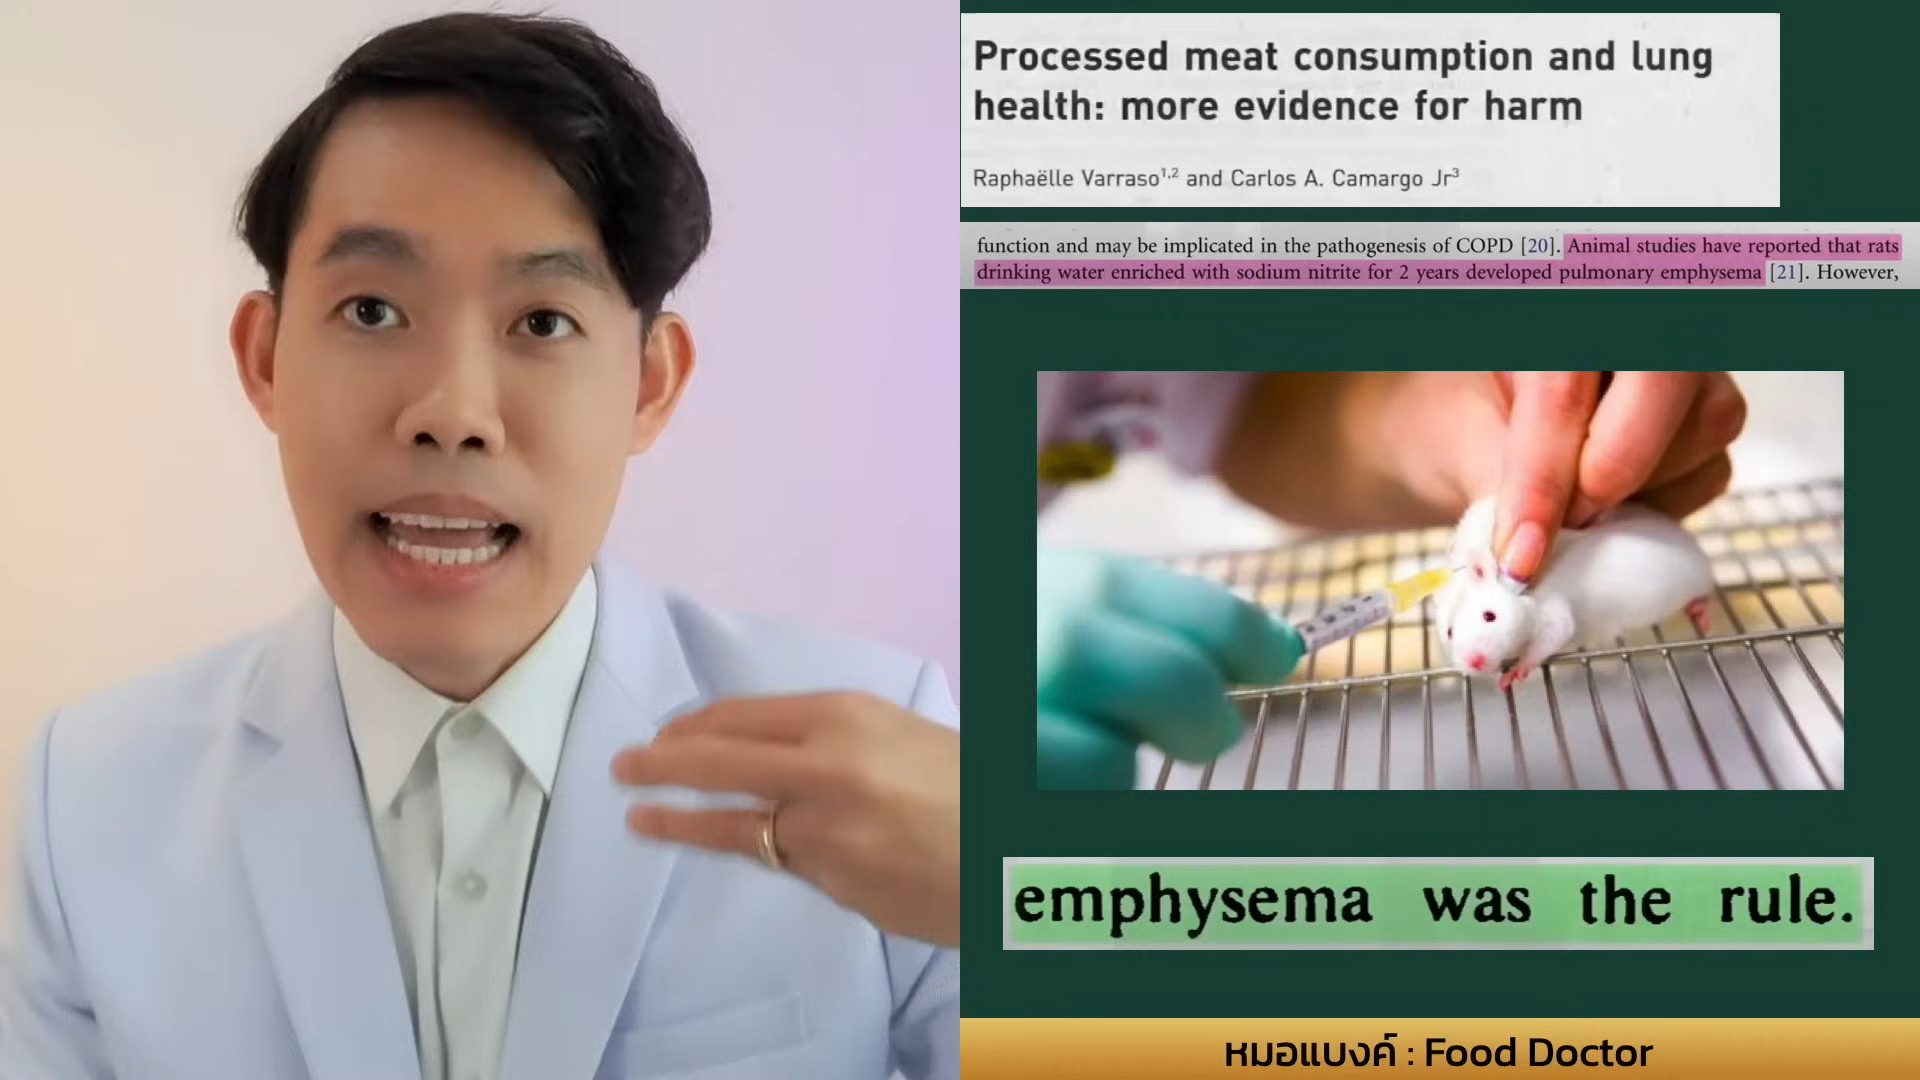 Processed meat consumption and lung
health: more evidence for harm
Raphaëlle Varraso1,2 and Carlos A. Camargo Jr3
function and may be implicated in the pathogenesis of COPD [20]. Animal studies have reported that rats
drinking water enriched with sodium nitrite for 2 years developed pulmonary emphysema [21]. However,
emphysema was the rule.
หมอแบงค์ : Food Doctor